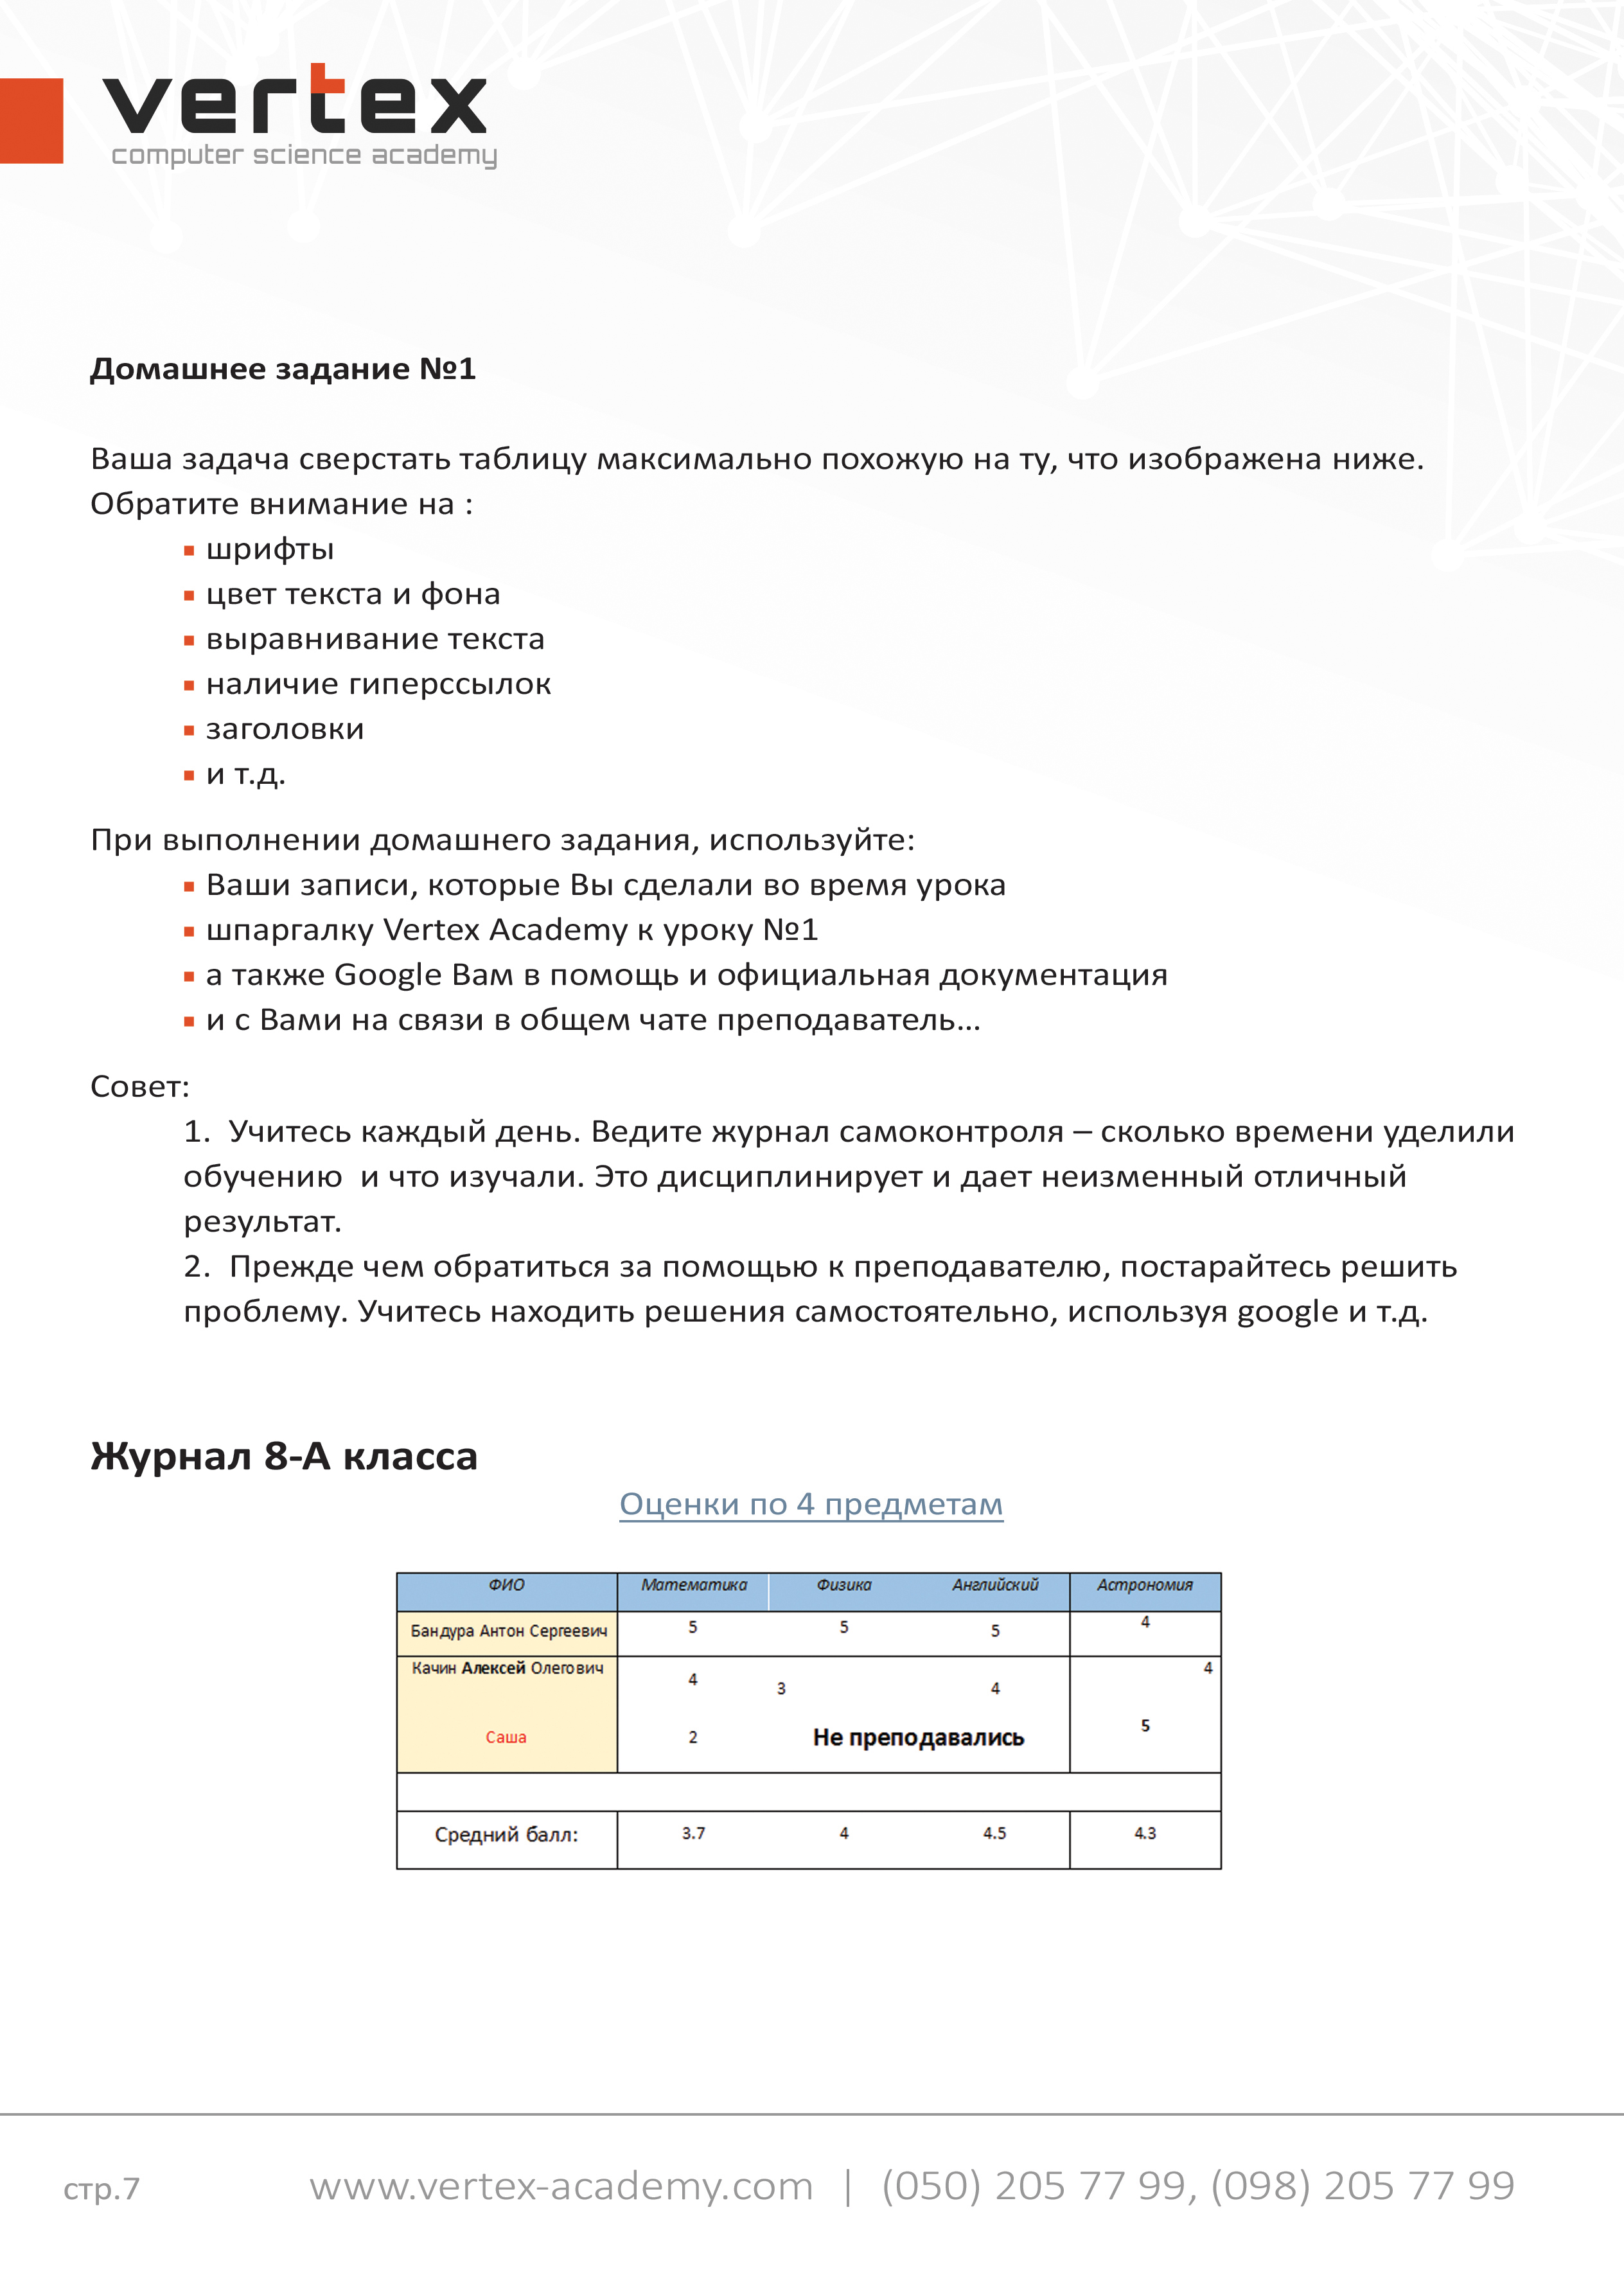 vertex
computer science academy
Домашнее задание №1
Ваша задача сверстать таблицу максимально похожую на ту, что изображена ниже.
Обратите внимание на :
▪ шрифты
▪ цвет текста и фона
▪ выравнивание текста
▪ наличие гиперссылок
▪ заголовки
▪ и т.д.
При выполнении домашнего задания, используйте:
▪ Ваши записи, которые Вы сделали во время урока
▪ шпаргалку Vertex Academy к уроку №1
▪ а также Google Вам в помощь и официальная документация
▪ и с Вами на связи в общем чате преподаватель...
Совет:
1. Учитесь каждый день. Ведите журнал самоконтроля – сколько времени уделили
обучению и что изучали. Это дисциплинирует и дает неизменный отличный
результат.
2. Прежде чем обратиться за помощью к преподавателю, постарайтесь решить
проблему. Учитесь находить решения самостоятельно, используя google и т.д.
Журнал 8-А класса
Оценки по 4 предметам
ФИО Математика Физика Английский Астрономия
Бандура Антон Сергеевич 5 5 5 4
Качин Алексей Олегович 4 3 4 4
Саша 2 Не преподавались 5
Средний балл: 3.7 4 4.5 4.3
стр.7 www.vertex-academy.com | (050) 205 77 99, (098) 205 77 99